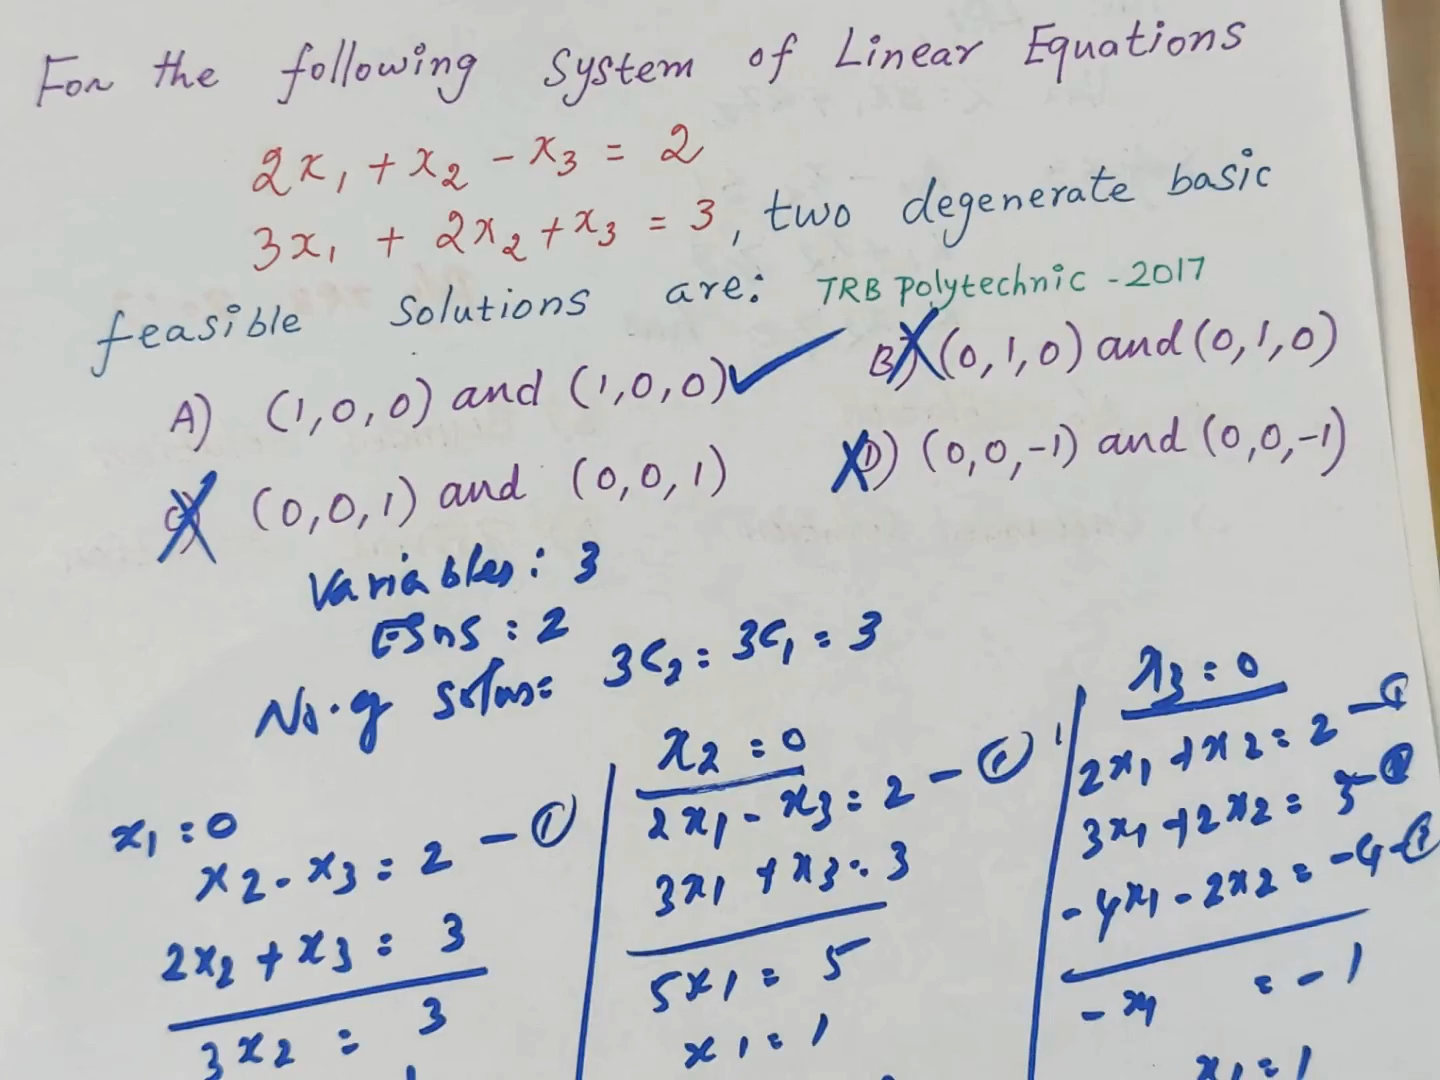 For the following System of Linear Equations
2x₁ + x₂ - x₃ = 2
3x₁ + 2x₂ + x₃ = 3, two degenerate basic
feasible solutions are: TRB Polytechnic - 2017
A) (1,0,0) and (1,0,0) ✓ B) (0,1,0) and (0,1,0)
C) (0,0,1) and (0,0,1) D) (0,0,-1) and (0,0,-1)
Variables: 3
Eqns: 2
No. of solns = 3C₂ = 3C₁ = 3
x₁ = 0
x₂ - x₃ = 2 - ①
2x₂ + x₃ = 3
3x₂ = 3
x₂ = 0
2x₁ - x₃ = 2 - ①
3x₁ + x₃ = 3
5x₁ = 5
x₁ = 1
x₃ = 0
2x₁ + x₂ = 2 - ①
3x₁ + 2x₂ = 3 - ②
-4x₁ - 2x₂ = -4
-x₁ = -1
x₁ = 1